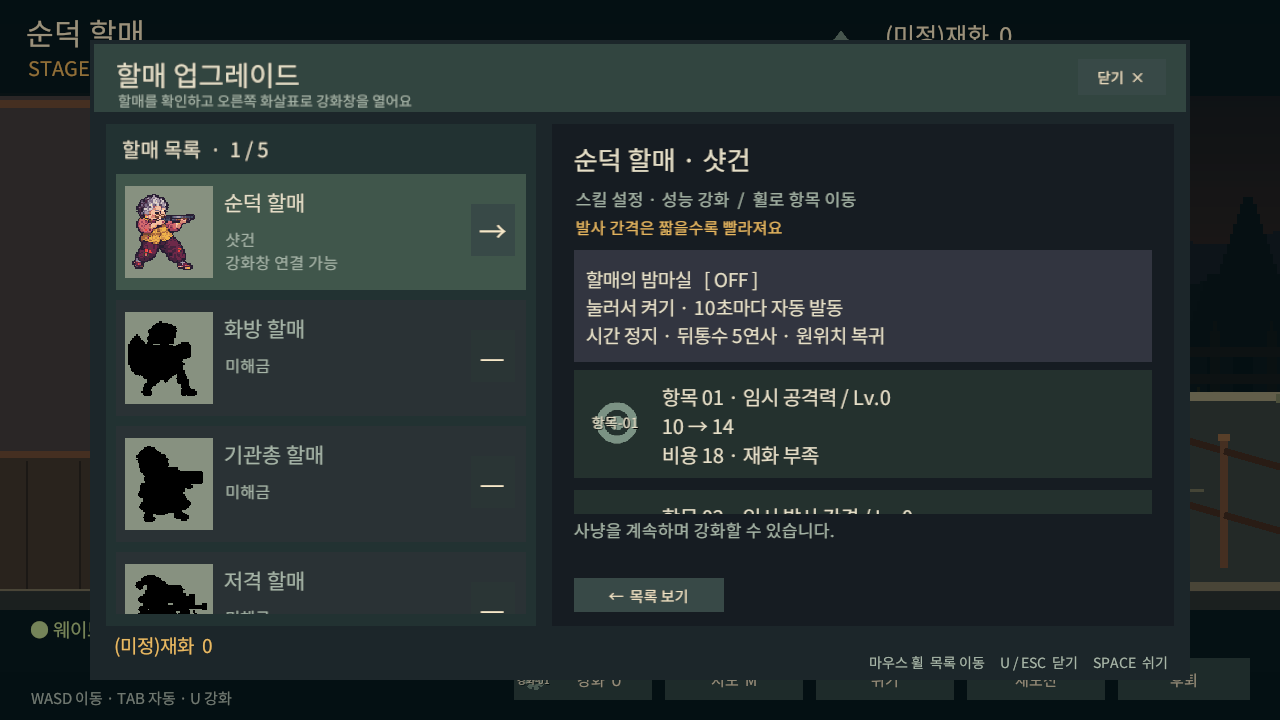 순덕 할매
(미정)재화 0
STAGE
할매 업그레이드
할매를 확인하고 오른쪽 화살표로 강화창을 열어요
닫기 ×
할매 목록 · 1 / 5
순덕 할매
샷건
강화창 연결 가능
→
화방 할매
미해금
—
기관총 할매
미해금
—
저격 할매
미해금
순덕 할매 · 샷건
스킬 설정 · 성능 강화 / 휠로 항목 이동
발사 간격은 짧을수록 빨라져요
할매의 밤마실 [ OFF ]
눌러서 켜기 · 10초마다 자동 발동
시간 정지 · 뒤통수 5연사 · 원위치 복귀
항목 01
항목 01 · 임시 공격력 / Lv.0
10 → 14
비용 18 · 재화 부족
사냥을 계속하며 강화할 수 있습니다.
← 목록 보기
(미정)재화 0
마우스 휠 목록 이동 U / ESC 닫기 SPACE 쉬기
WASD 이동 · TAB 자동 · U 강화
강화 U
지도 M
쉬기